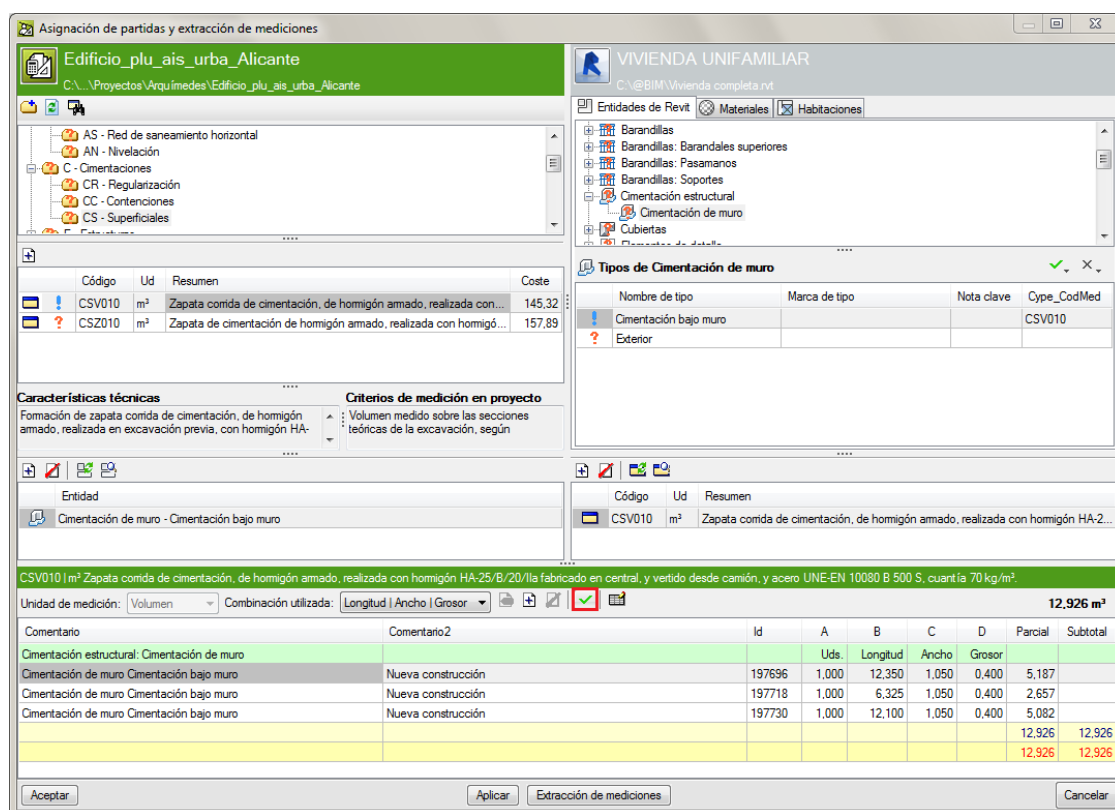 Asignación de partidas y extracción de mediciones
Edificio_plu_ais_urba_Alicante
C:\...\Proyectos\Arquímedes\Edificio_plu_ais_urba_Alicante
AS - Red de saneamiento horizontal
AN - Nivelación
C - Cimentaciones
CR - Regularización
CC - Contenciones
CS - Superficiales
VIVIENDA UNIFAMILIAR
C:\@BIM\Vivienda completa.rvt
Entidades de Revit Materiales Habitaciones
Barandillas
Barandillas: Barandales superiores
Barandillas: Pasamanos
Barandillas: Soportes
Cimentación estructural
Cimentación de muro
Cubiertas
Código Ud Resumen Coste
CSV010 m³ Zapata corrida de cimentación, de hormigón armado, realizada con... 145,32
CSZ010 m³ Zapata de cimentación de hormigón armado, realizada con hormigó... 157,89
Tipos de Cimentación de muro
Nombre de tipo Marca de tipo Nota clave Cype_CodMed
Cimentación bajo muro CSV010
Exterior
Características técnicas
Formación de zapata corrida de cimentación, de hormigón
armado, realizada en excavación previa, con hormigón HA-
Criterios de medición en proyecto
Volumen medido sobre las secciones
teóricas de la excavación, según
Entidad
Cimentación de muro - Cimentación bajo muro
Código Ud Resumen
CSV010 m³ Zapata corrida de cimentación, de hormigón armado, realizada con hormigón HA-2...
CSV010 | m³ Zapata corrida de cimentación, de hormigón armado, realizada con hormigón HA-25/B/20/IIa fabricado en central, y vertido desde camión, y acero UNE-EN 10080 B 500 S, cuantía 70 kg/m³.
Unidad de medición: Volumen Combinación utilizada: Longitud | Ancho | Grosor 12,926 m³
Comentario Comentario2 Id A B C D Parcial Subtotal
Cimentación estructural: Cimentación de muro Uds. Longitud Ancho Grosor
Cimentación de muro Cimentación bajo muro Nueva construcción 197696 1,000 12,350 1,050 0,400 5,187
Cimentación de muro Cimentación bajo muro Nueva construcción 197718 1,000 6,325 1,050 0,400 2,657
Cimentación de muro Cimentación bajo muro Nueva construcción 197730 1,000 12,100 1,050 0,400 5,082
12,926 12,926
12,926 12,926
Aceptar Aplicar Extracción de mediciones Cancelar